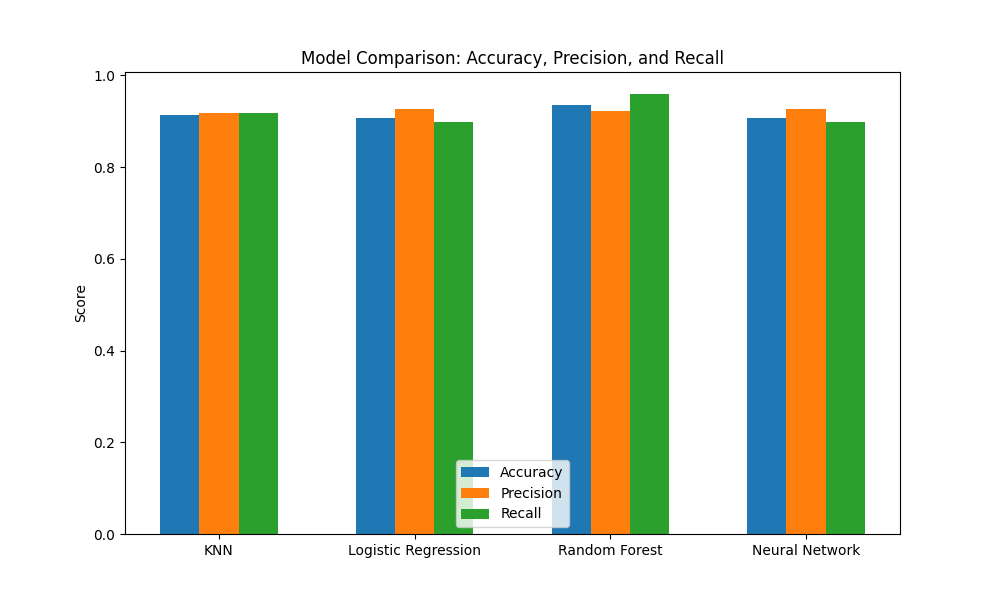 Model Comparison: Accuracy, Precision, and Recall
1.0
0.8
0.6
0.4
0.2
0.0
Score
Accuracy
Precision
Recall
KNN
Logistic Regression
Random Forest
Neural Network